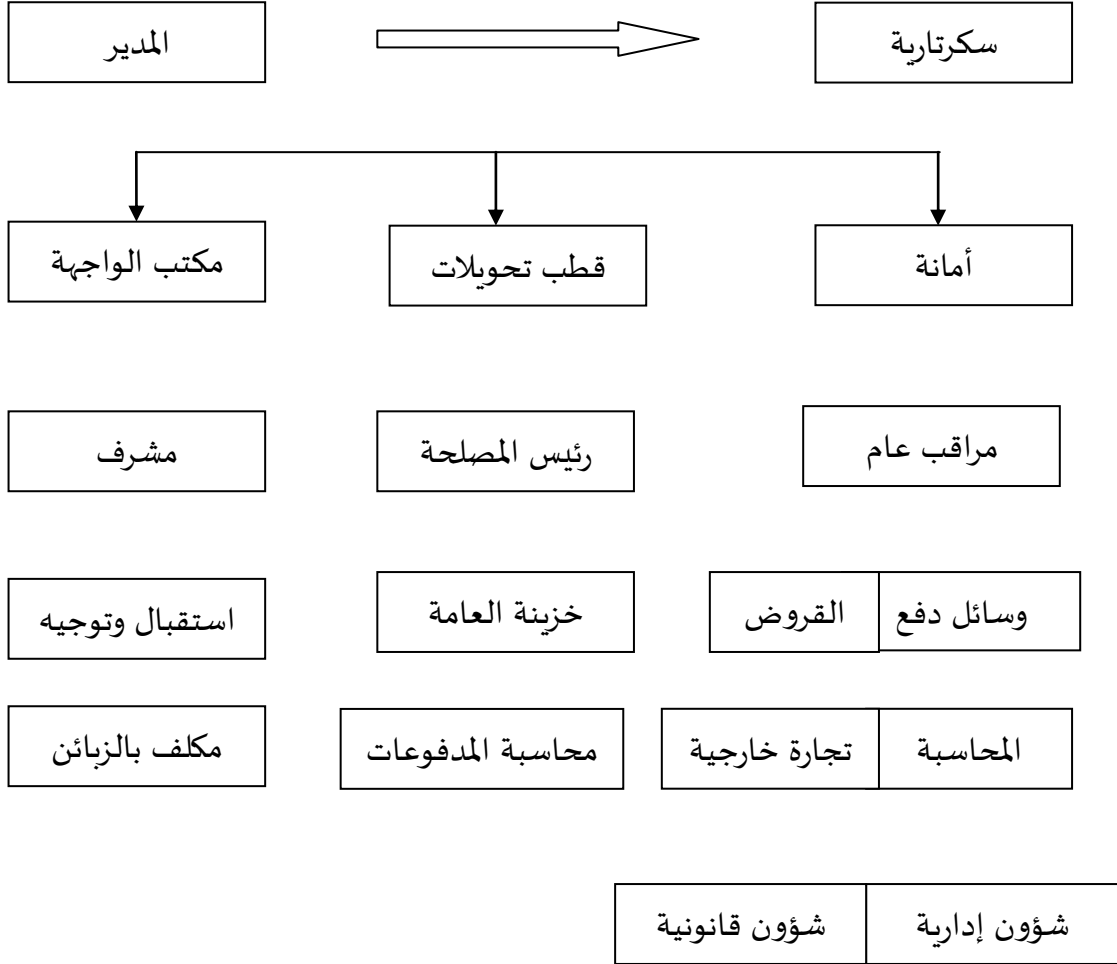 سكرتارية
المدير
أمانة
قطب تحويلات
مكتب الواجهة
مراقب عام
رئيس المصلحة
مشرف
وسائل دفع
القروض
خزينة العامة
استقبال وتوجيه
المحاسبة
تجارة خارجية
محاسبة المدفوعات
مكلف بالزبائن
شؤون إدارية
شؤون قانونية